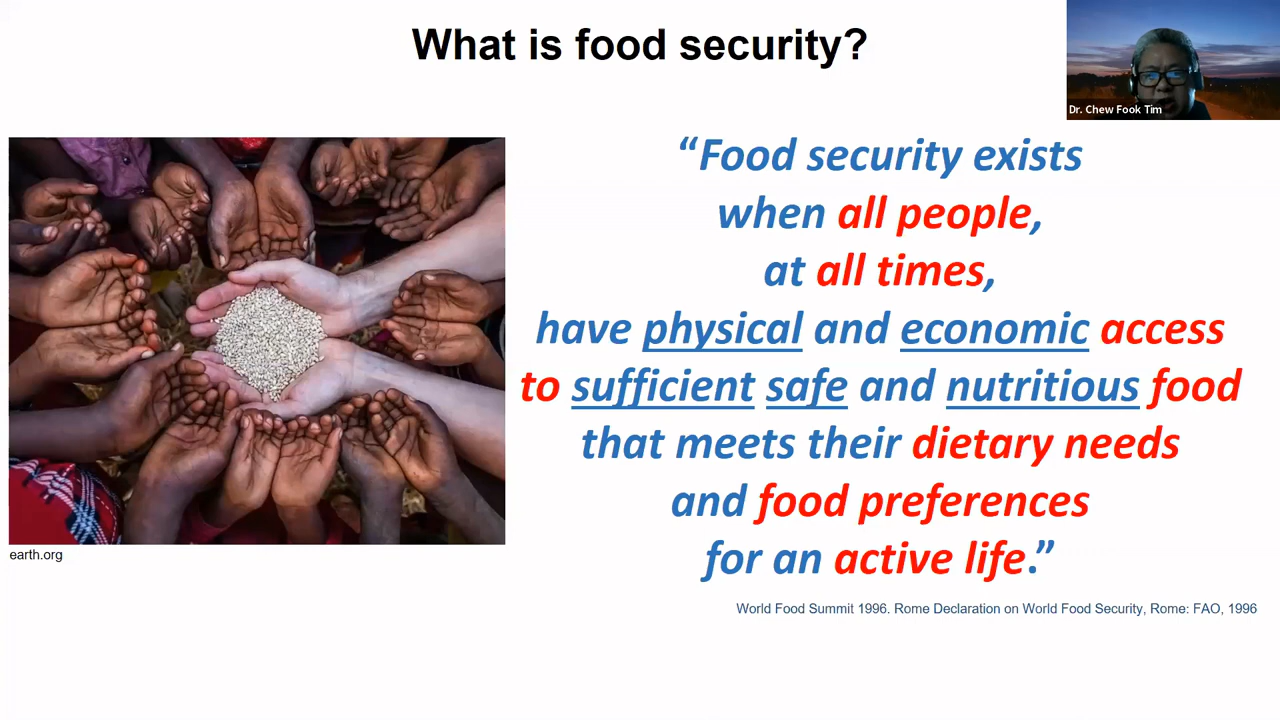 What is food security?
Dr. Chew Fook Tim
“Food security exists
when all people,
at all times,
have physical and economic access
to sufficient safe and nutritious food
that meets their dietary needs
and food preferences
for an active life.”
earth.org
World Food Summit 1996. Rome Declaration on World Food Security, Rome: FAO, 1996